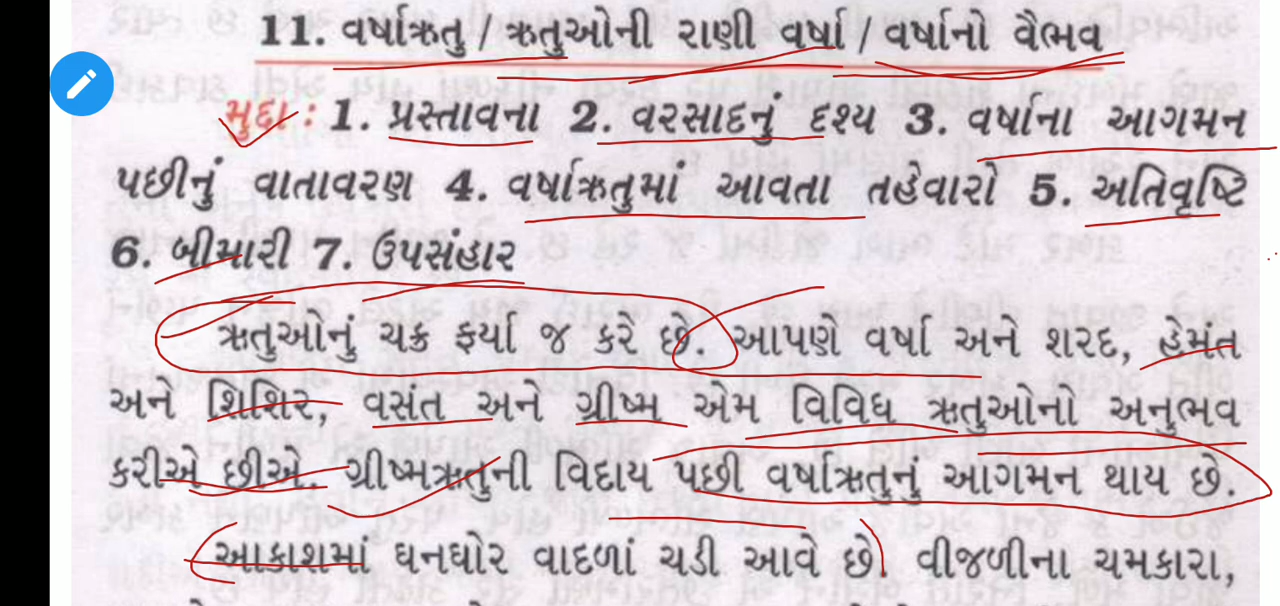 11. વર્ષાઋતુ / ઋતુઓની રાણી વર્ષા / વર્ષાનો વૈભવ
મુદ્દા : 1. પ્રસ્તાવના 2. વરસાદનું દૃશ્ય 3. વર્ષાના આગમન
પછીનું વાતાવરણ 4. વર્ષાઋતુમાં આવતા તહેવારો 5. અતિવૃષ્ટિ
6. બીમારી 7. ઉપસંહાર
ઋતુઓનું ચક્ર ફર્યા જ કરે છે. આપણે વર્ષા અને શરદ, હેમંત
અને શિશિર, વસંત અને ગ્રીષ્મ એમ વિવિધ ઋતુઓનો અનુભવ
કરીએ છીએ. ગ્રીષ્મઋતુની વિદાય પછી વર્ષાઋતુનું આગમન થાય છે.
આકાશમાં ઘનઘોર વાદળાં ચડી આવે છે. વીજળીના ચમકારા,